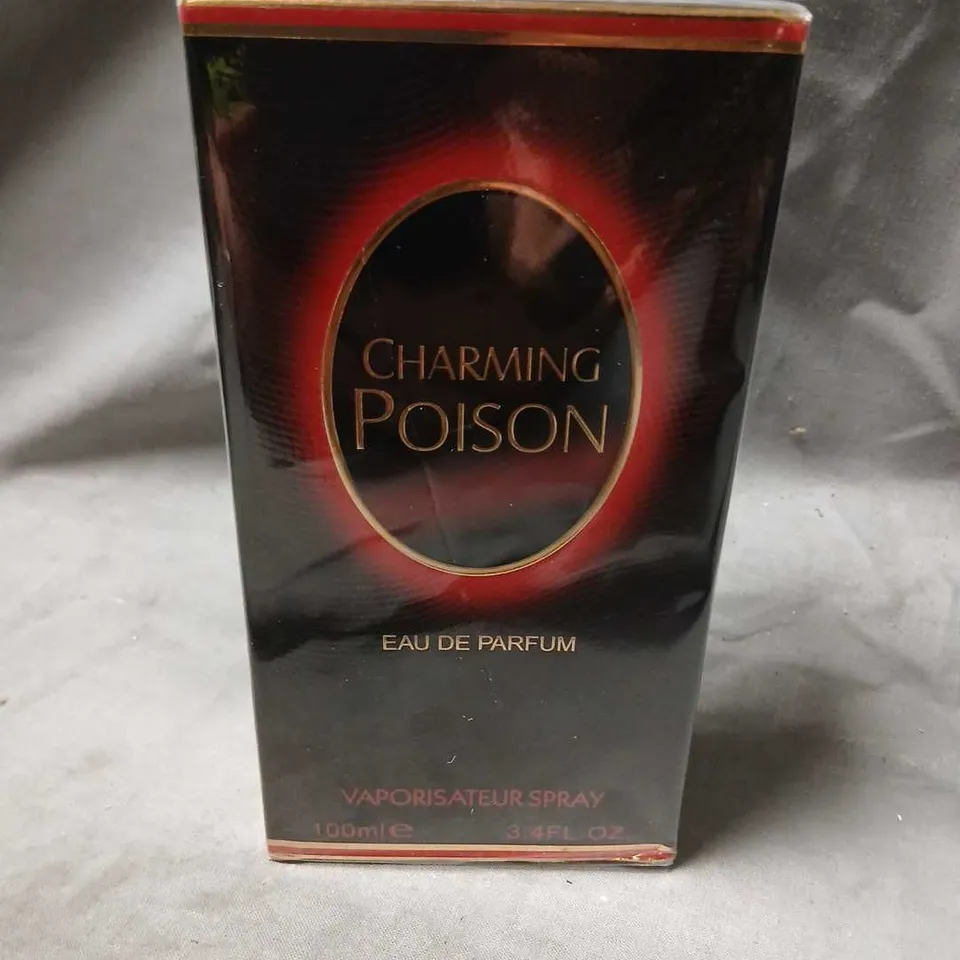 CHARMING
POISON
EAU DE PARFUM
VAPORISATEUR SPRAY
100ml e 3.4FL. OZ.